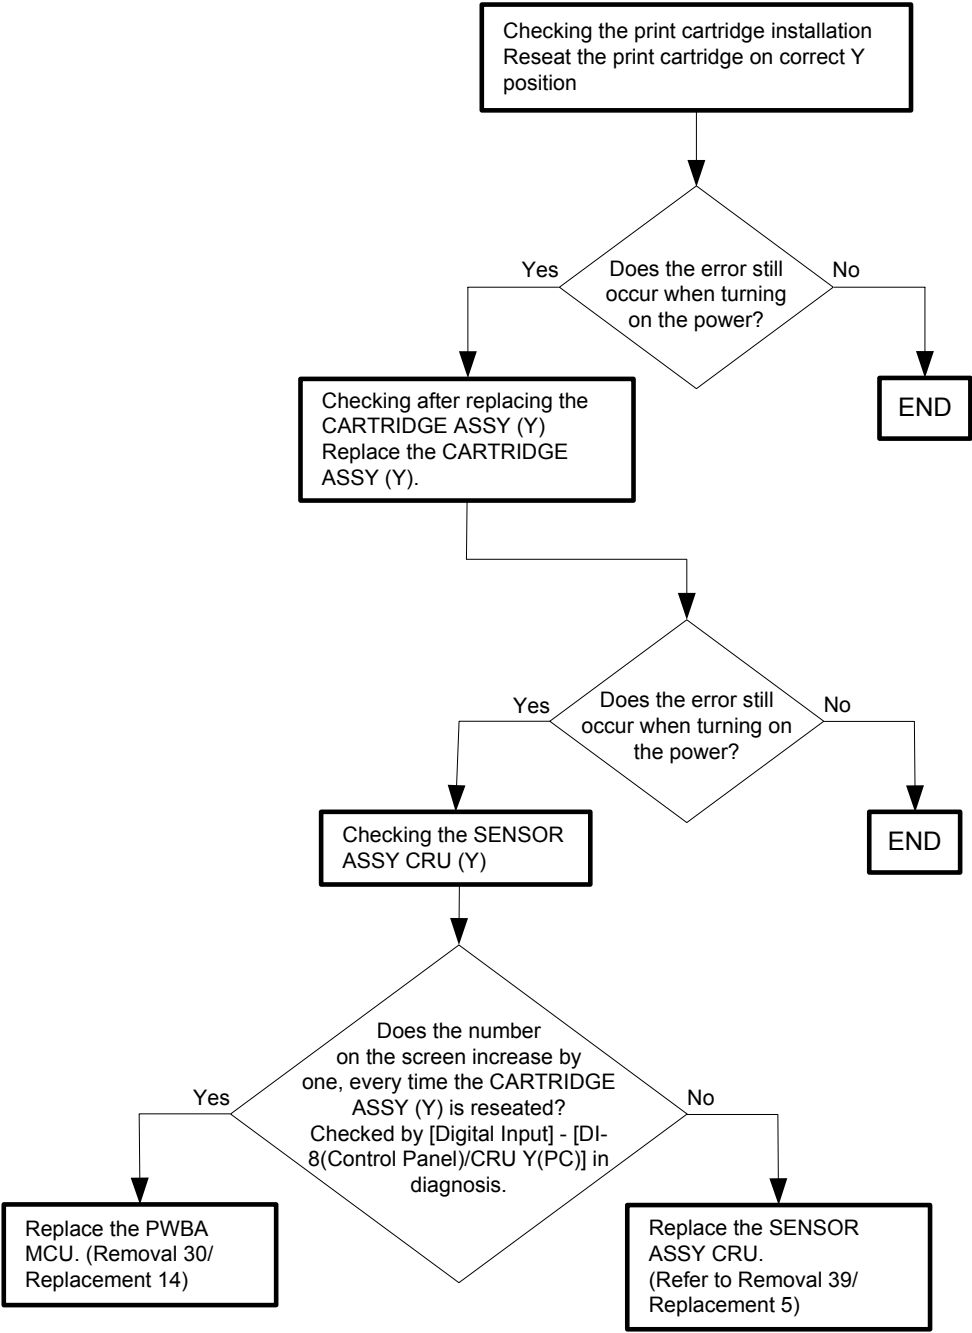 Checking the print cartridge installation
Reseat the print cartridge on correct Y
position
Yes
Does the error still
occur when turning
on the power?
No
END
Checking after replacing the
CARTRIDGE ASSY (Y)
Replace the CARTRIDGE
ASSY (Y).
Yes
Does the error still
occur when turning on
the power?
No
END
Checking the SENSOR
ASSY CRU (Y)
Does the number
on the screen increase by
one, every time the CARTRIDGE
ASSY (Y) is reseated?
Checked by [Digital Input] - [DI-
8(Control Panel)/CRU Y(PC)] in
diagnosis.
Yes
No
Replace the PWBA
MCU. (Removal 30/
Replacement 14)
Replace the SENSOR
ASSY CRU.
(Refer to Removal 39/
Replacement 5)